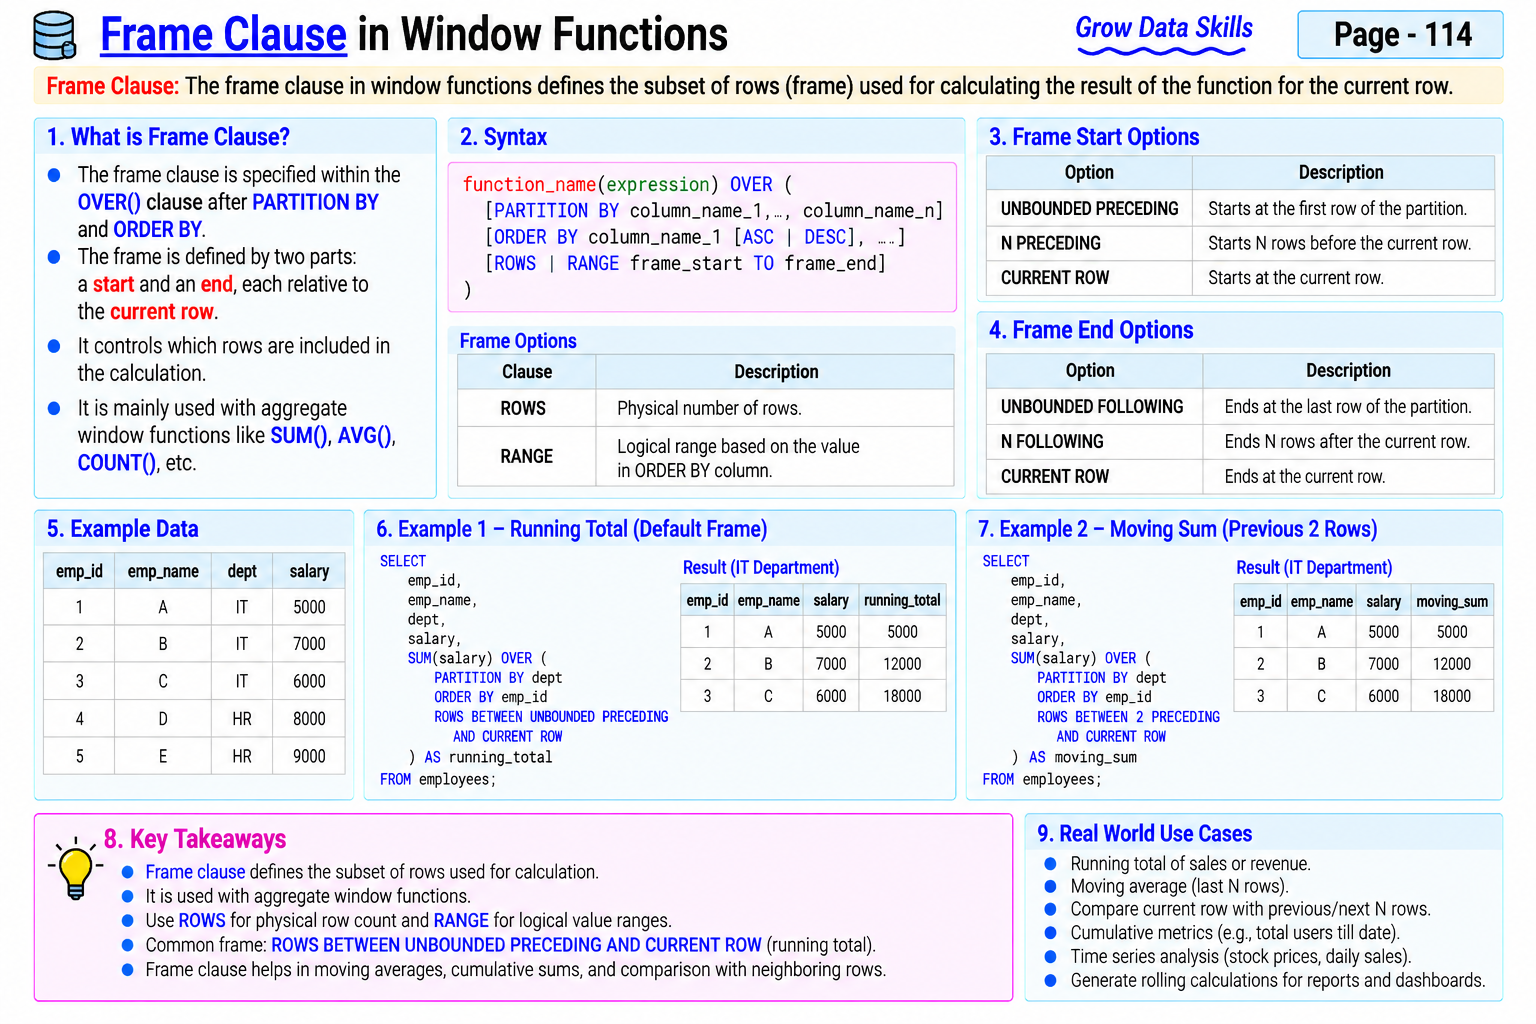 Frame Clause in Window Functions
Grow Data Skills
Page - 114
Frame Clause: The frame clause in window functions defines the subset of rows (frame) used for calculating the result of the function for the current row.
1. What is Frame Clause?
The frame clause is specified within the
OVER() clause after PARTITION BY
and ORDER BY.
The frame is defined by two parts:
a start and an end, each relative to
the current row.
It controls which rows are included in
the calculation.
It is mainly used with aggregate
window functions like SUM(), AVG(),
COUNT(), etc.
2. Syntax
function_name(expression) OVER (
[PARTITION BY column_name_1,…, column_name_n]
[ORDER BY column_name_1 [ASC | DESC], ….]
[ROWS | RANGE frame_start TO frame_end]
)
Frame Options
Clause Description
ROWS Physical number of rows.
RANGE Logical range based on the value
in ORDER BY column.
3. Frame Start Options
Option Description
UNBOUNDED PRECEDING Starts at the first row of the partition.
N PRECEDING Starts N rows before the current row.
CURRENT ROW Starts at the current row.
4. Frame End Options
Option Description
UNBOUNDED FOLLOWING Ends at the last row of the partition.
N FOLLOWING Ends N rows after the current row.
CURRENT ROW Ends at the current row.
5. Example Data
emp_id emp_name dept salary
1 A IT 5000
2 B IT 7000
3 C IT 6000
4 D HR 8000
5 E HR 9000
6. Example 1 – Running Total (Default Frame)
SELECT
emp_id,
emp_name,
dept,
salary,
SUM(salary) OVER (
PARTITION BY dept
ORDER BY emp_id
ROWS BETWEEN UNBOUNDED PRECEDING
AND CURRENT ROW
) AS running_total
FROM employees;
Result (IT Department)
emp_id emp_name salary running_total
1 A 5000 5000
2 B 7000 12000
3 C 6000 18000
7. Example 2 – Moving Sum (Previous 2 Rows)
SELECT
emp_id,
emp_name,
dept,
salary,
SUM(salary) OVER (
PARTITION BY dept
ORDER BY emp_id
ROWS BETWEEN 2 PRECEDING
AND CURRENT ROW
) AS moving_sum
FROM employees;
Result (IT Department)
emp_id emp_name salary moving_sum
1 A 5000 5000
2 B 7000 12000
3 C 6000 18000
8. Key Takeaways
Frame clause defines the subset of rows used for calculation.
It is used with aggregate window functions.
Use ROWS for physical row count and RANGE for logical value ranges.
Common frame: ROWS BETWEEN UNBOUNDED PRECEDING AND CURRENT ROW (running total).
Frame clause helps in moving averages, cumulative sums, and comparison with neighboring rows.
9. Real World Use Cases
Running total of sales or revenue.
Moving average (last N rows).
Compare current row with previous/next N rows.
Cumulative metrics (e.g., total users till date).
Time series analysis (stock prices, daily sales).
Generate rolling calculations for reports and dashboards.